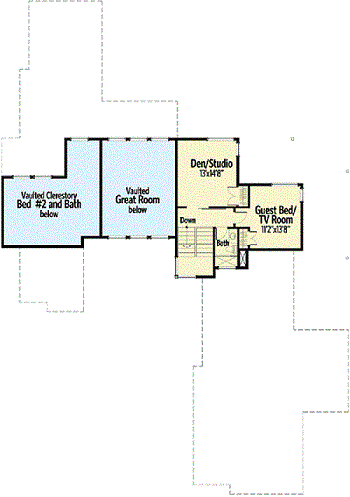 Den/Studio
13'x14'8"
Vaulted Clerestory
Bed #2 and Bath
below
Vaulted
Great Room
below
Guest Bed/
TV Room
11'2"x13'8"
Down
Bath